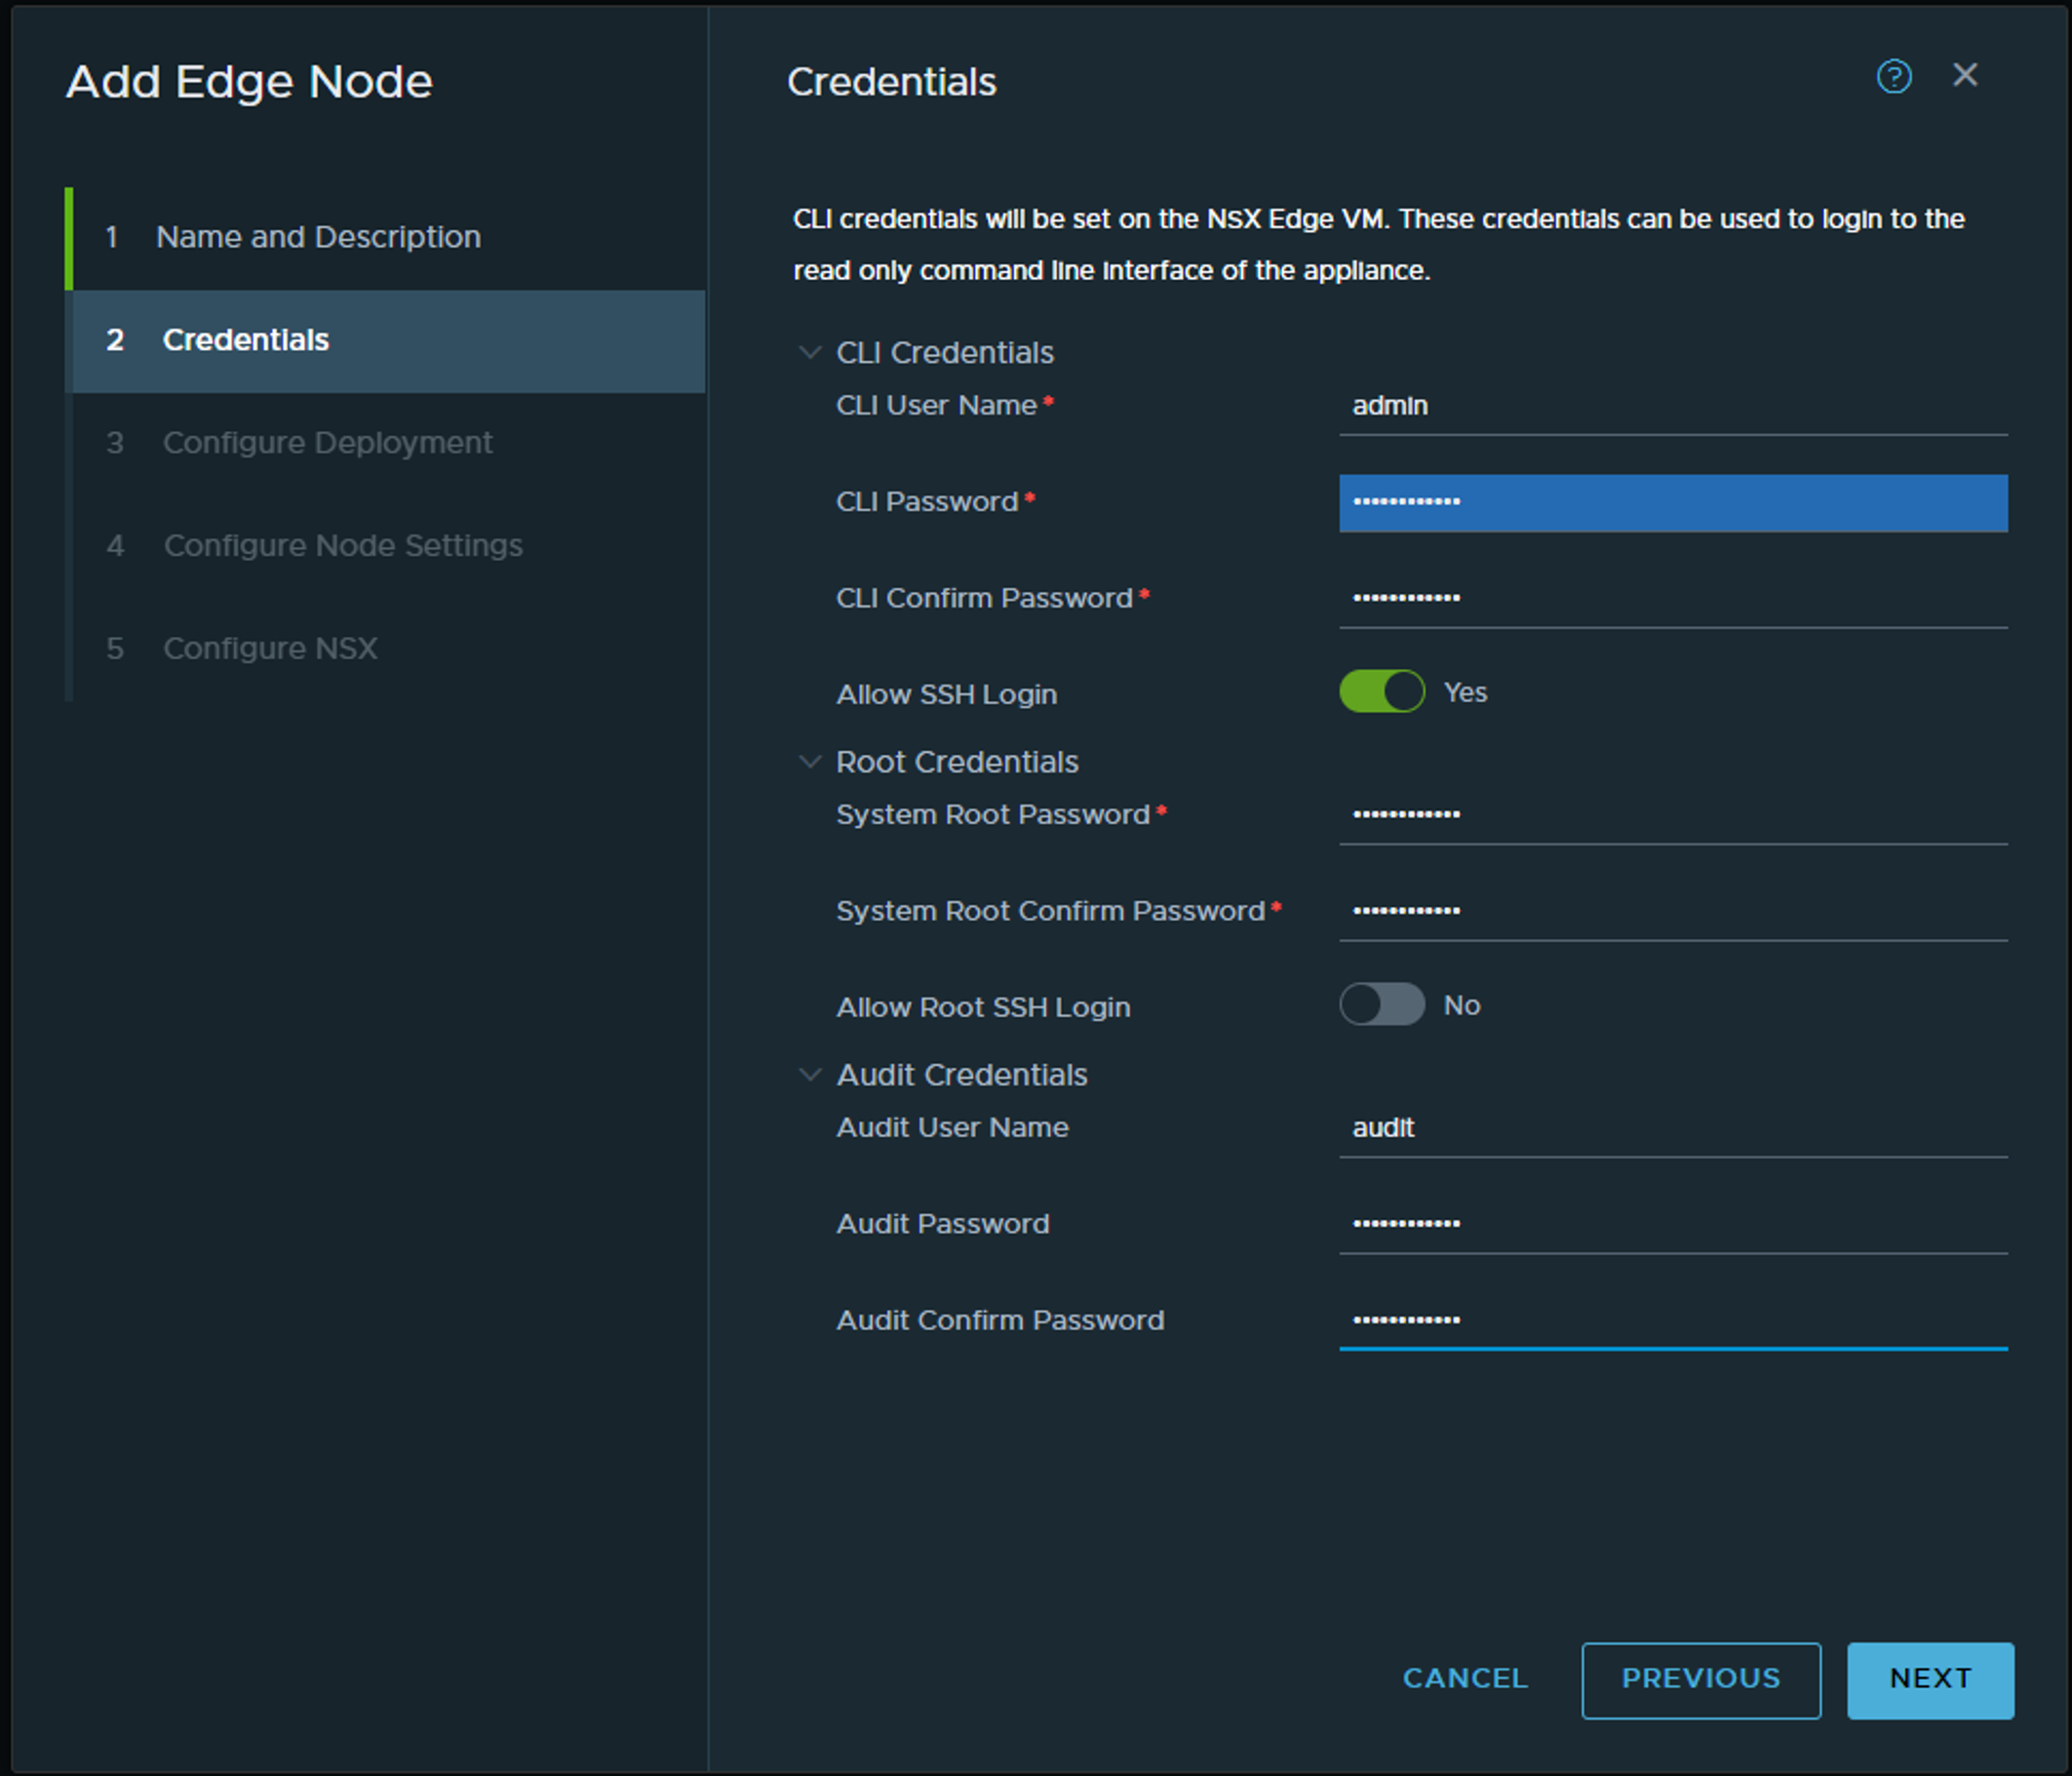 Add Edge Node
1 Name and Description
2 Credentials
3 Configure Deployment
4 Configure Node Settings
5 Configure NSX
Credentials
?
CLI credentials will be set on the NSX Edge VM. These credentials can be used to login to the
read only command line interface of the appliance.
CLI Credentials
CLI User Name* admin
CLI Password* ••••••••••••
CLI Confirm Password* ••••••••••••
Allow SSH Login Yes
Root Credentials
System Root Password* ••••••••••••
System Root Confirm Password* ••••••••••••
Allow Root SSH Login No
Audit Credentials
Audit User Name audit
Audit Password ••••••••••••
Audit Confirm Password ••••••••••••
CANCEL PREVIOUS NEXT